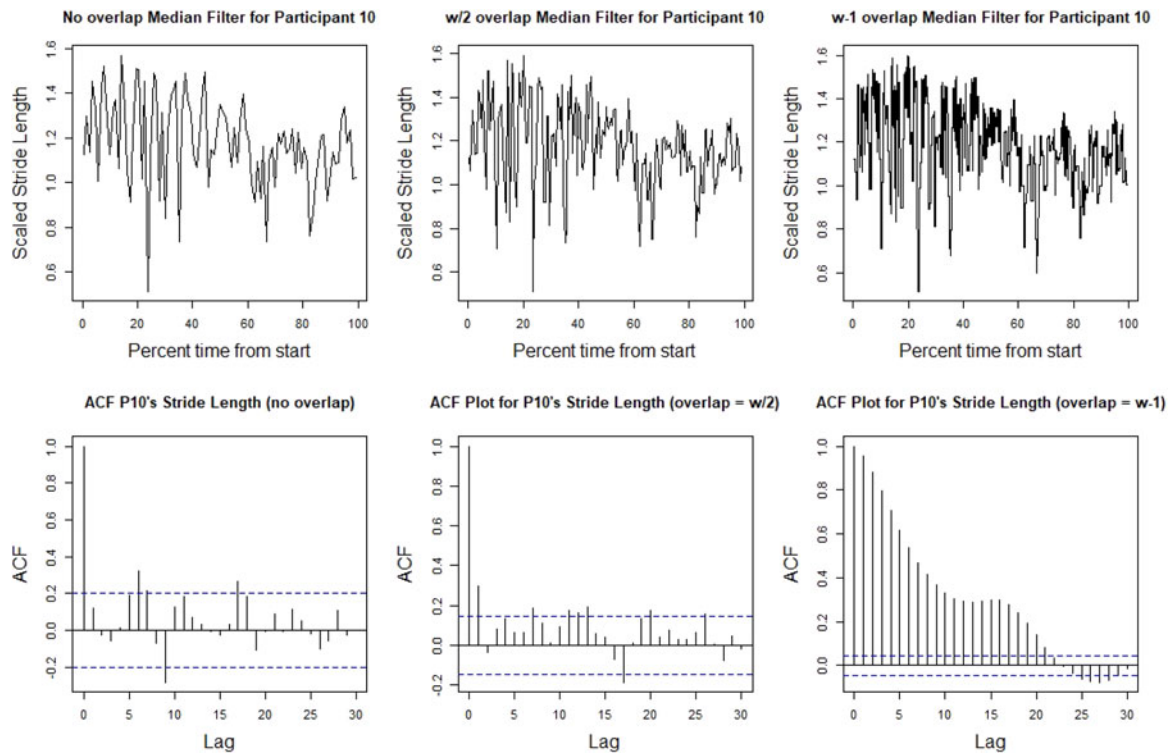 No overlap Median Filter for Participant 10
Scaled Stride Length
0.6 0.8 1.0 1.2 1.4 1.6
0 20 40 60 80 100
Percent time from start
w/2 overlap Median Filter for Participant 10
Scaled Stride Length
0.6 0.8 1.0 1.2 1.4 1.6
0 20 40 60 80 100
Percent time from start
w-1 overlap Median Filter for Participant 10
Scaled Stride Length
0.6 0.8 1.0 1.2 1.4 1.6
0 20 40 60 80 100
Percent time from start
ACF P10's Stride Length (no overlap)
ACF
-0.2 0.0 0.2 0.4 0.6 0.8 1.0
0 5 10 15 20 25 30
Lag
ACF Plot for P10's Stride Length (overlap = w/2)
ACF
-0.2 0.0 0.2 0.4 0.6 0.8 1.0
0 5 10 15 20 25 30
Lag
ACF Plot for P10's Stride Length (overlap = w-1)
ACF
0.0 0.2 0.4 0.6 0.8 1.0
0 5 10 15 20 25 30
Lag